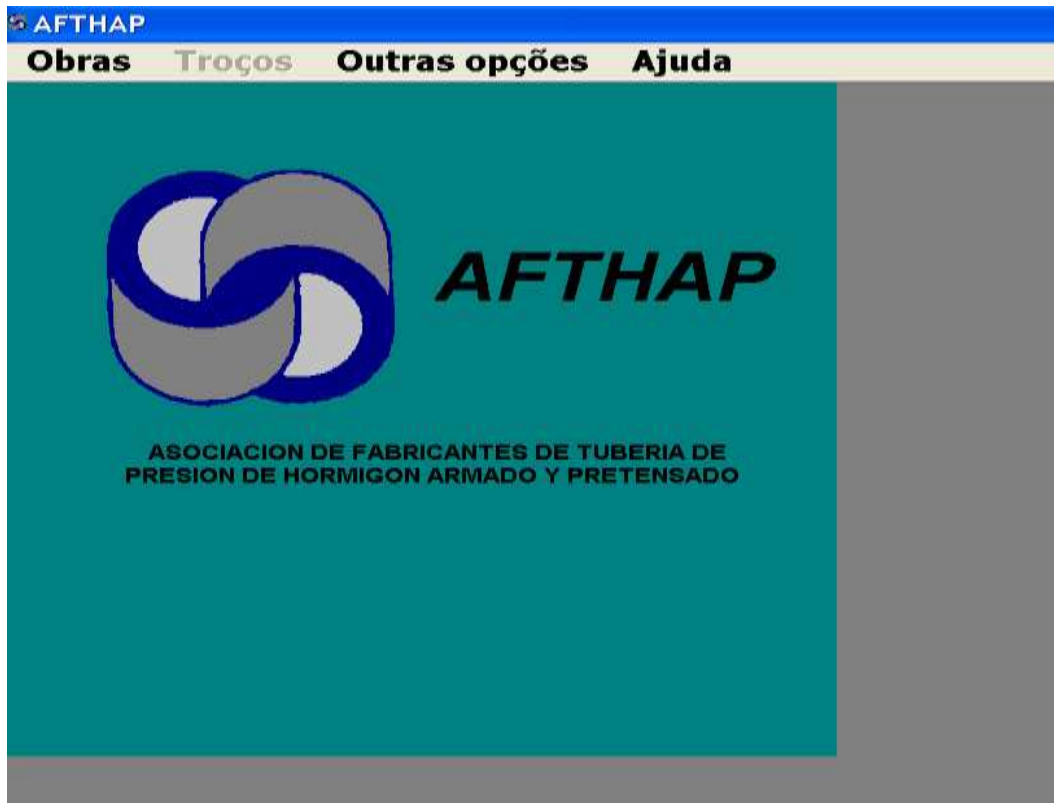 AFTHAP
Obras Troços Outras opções Ajuda
AFTHAP
ASOCIACION DE FABRICANTES DE TUBERIA DE
PRESION DE HORMIGON ARMADO Y PRETENSADO